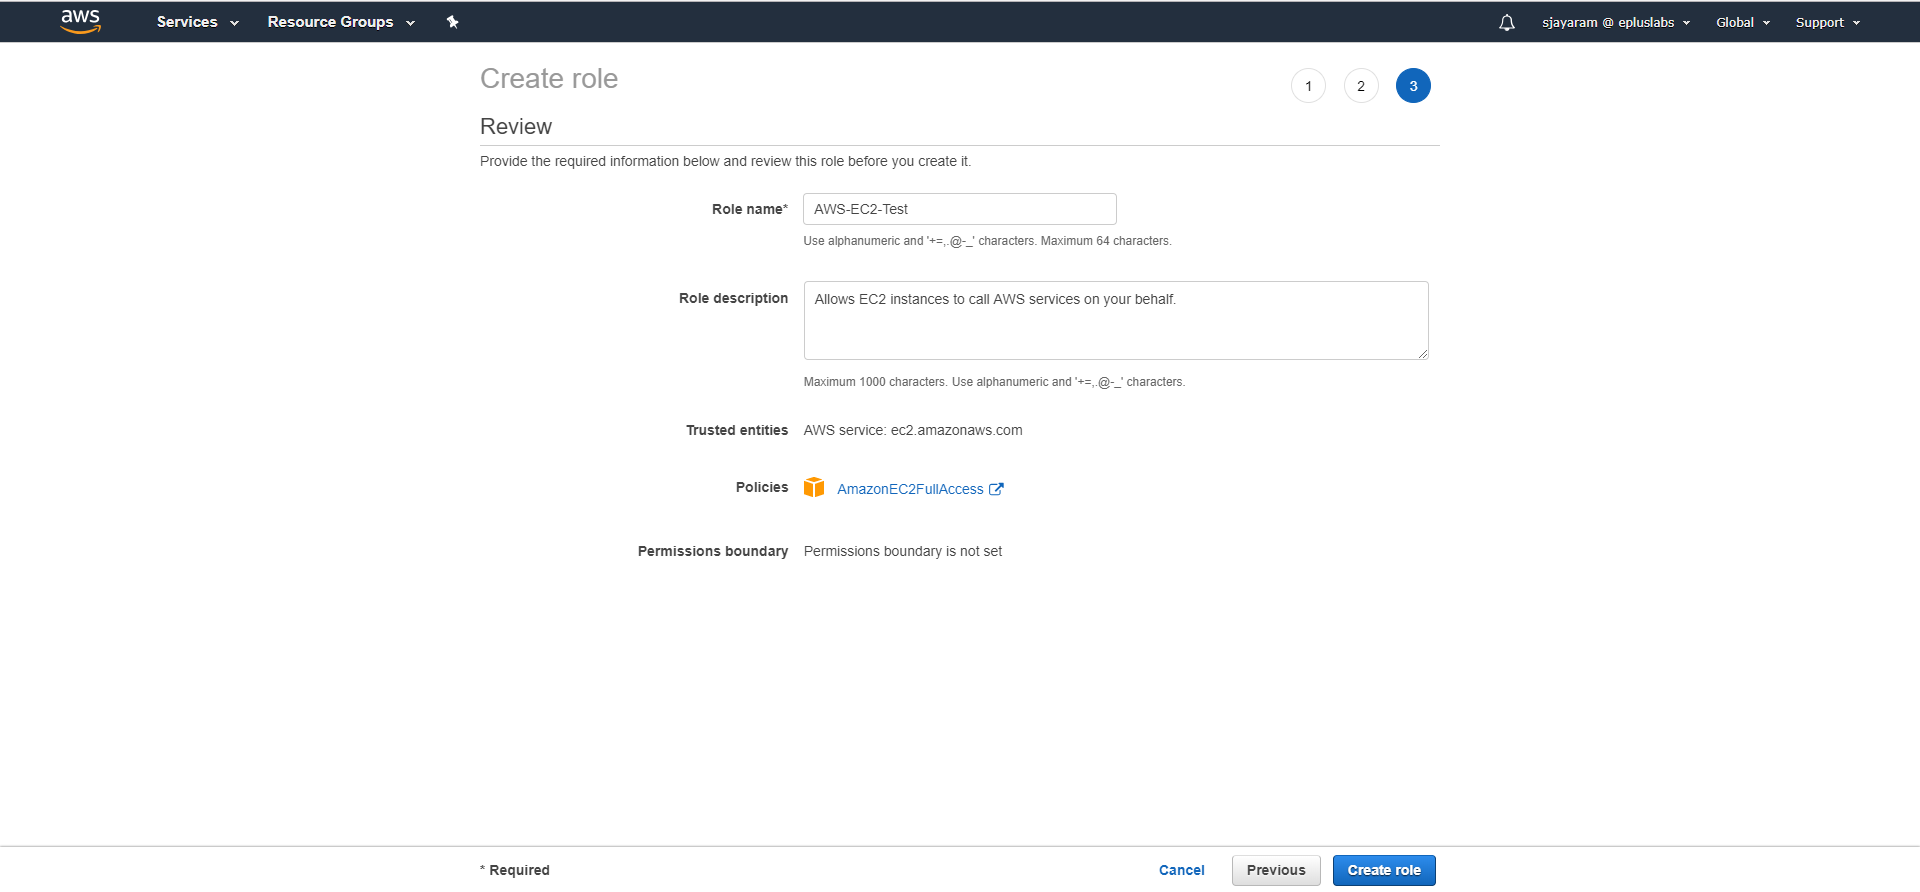 aws Services Resource Groups sjayaram @ epluslabs Global Support
Create role
1 2 3
Review
Provide the required information below and review this role before you create it.
Role name* AWS-EC2-Test
Use alphanumeric and '+=,.@-_' characters. Maximum 64 characters.
Role description Allows EC2 instances to call AWS services on your behalf.
Maximum 1000 characters. Use alphanumeric and '+=,.@-_' characters.
Trusted entities AWS service: ec2.amazonaws.com
Policies AmazonEC2FullAccess
Permissions boundary Permissions boundary is not set
* Required Cancel Previous Create role